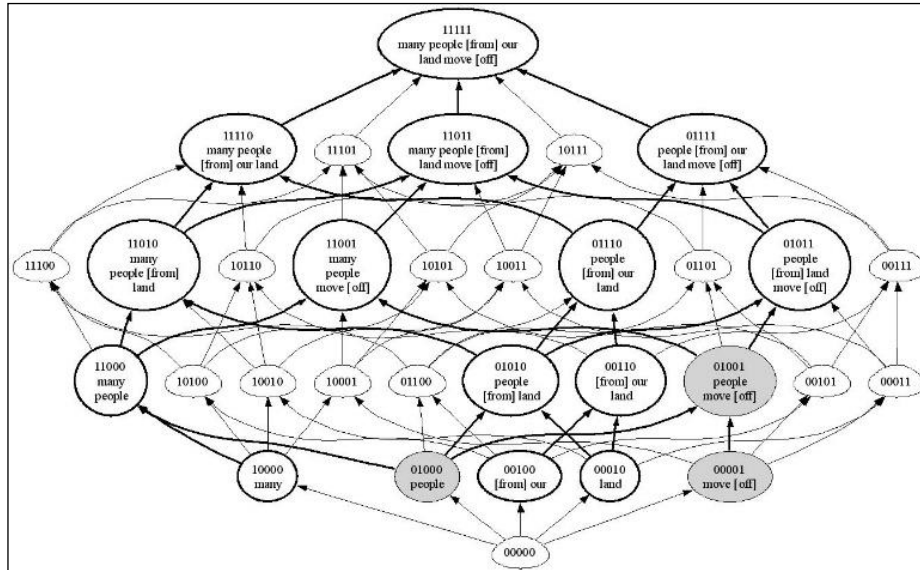 11111
many people [from] our
land move [off]
11110
many people
[from] our land
11101
11011
many people [from]
land move [off]
10111
01111
people [from] our
land move [off]
11100
11010
many
people [from]
land
10110
11001
many
people
move [off]
10101
10011
01110
people
[from] our
land
01101
01011
people
[from] land
move [off]
00111
11000
many
people
10100
10010
10001
01100
01010
people
[from] land
00110
[from] our
land
01001
people
move [off]
00101
00011
10000
many
01000
people
00100
[from] our
00010
land
00001
move [off]
00000